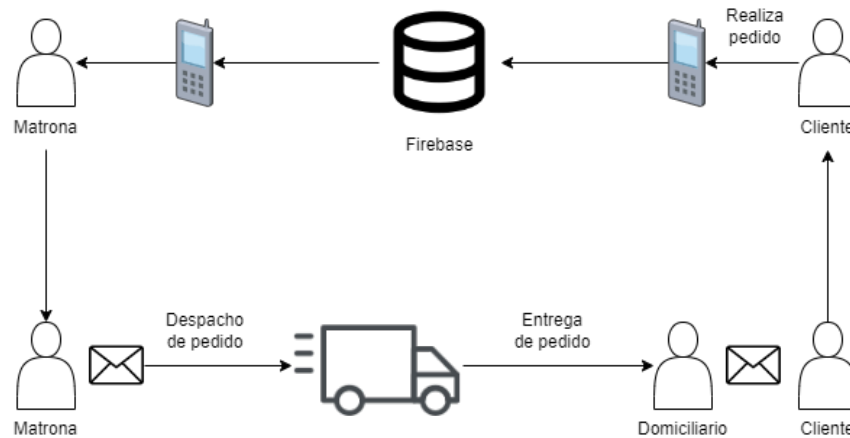 Realiza
pedido
Matrona
Firebase
Cliente
Despacho
de pedido
Entrega
de pedido
Matrona
Domiciliario
Cliente